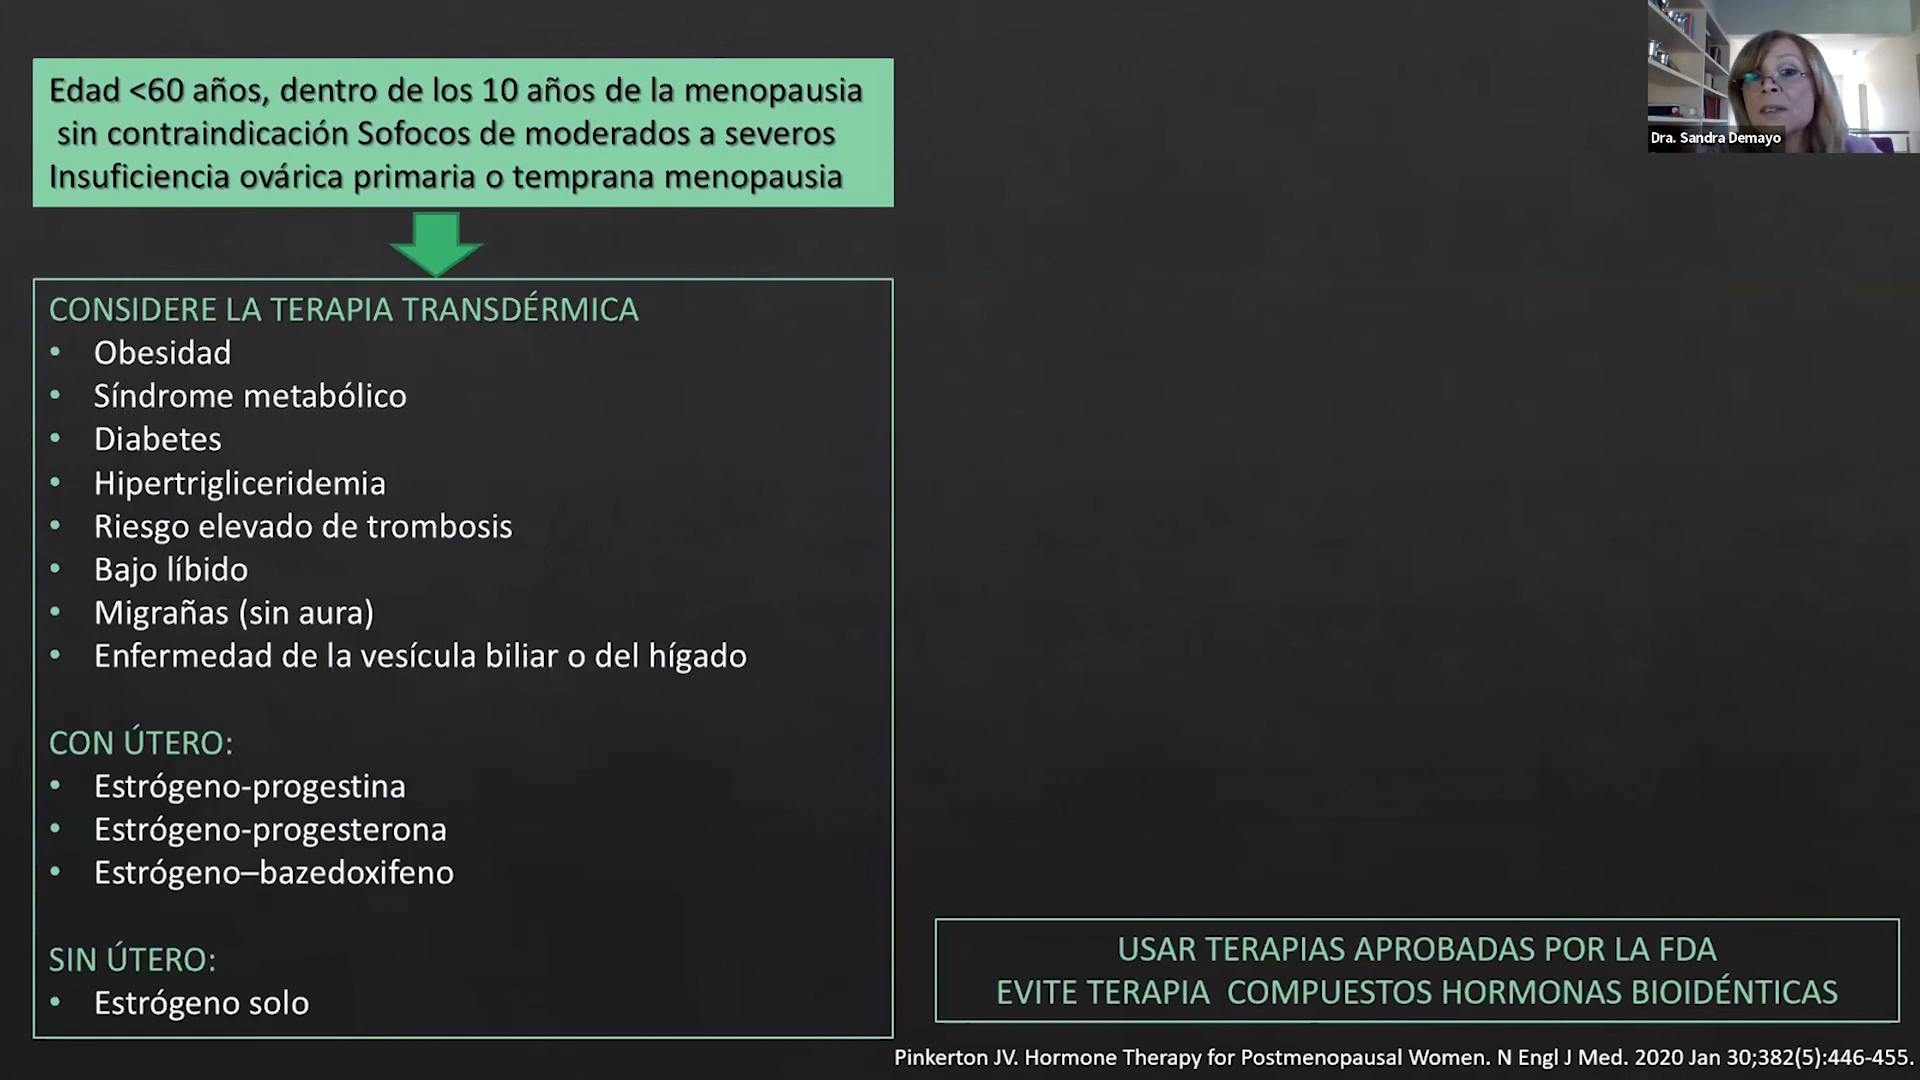 Edad <60 años, dentro de los 10 años de la menopausia
sin contraindicación Sofocos de moderados a severos
Insuficiencia ovárica primaria o temprana menopausia
CONSIDERE LA TERAPIA TRANSDÉRMICA
• Obesidad
• Síndrome metabólico
• Diabetes
• Hipertrigliceridemia
• Riesgo elevado de trombosis
• Bajo líbido
• Migrañas (sin aura)
• Enfermedad de la vesícula biliar o del hígado
CON ÚTERO:
• Estrógeno-progestina
• Estrógeno-progesterona
• Estrógeno–bazedoxifeno
SIN ÚTERO:
• Estrógeno solo
Dra. Sandra Demayo
USAR TERAPIAS APROBADAS POR LA FDA
EVITE TERAPIA COMPUESTOS HORMONAS BIOIDÉNTICAS
Pinkerton JV. Hormone Therapy for Postmenopausal Women. N Engl J Med. 2020 Jan 30;382(5):446-455.